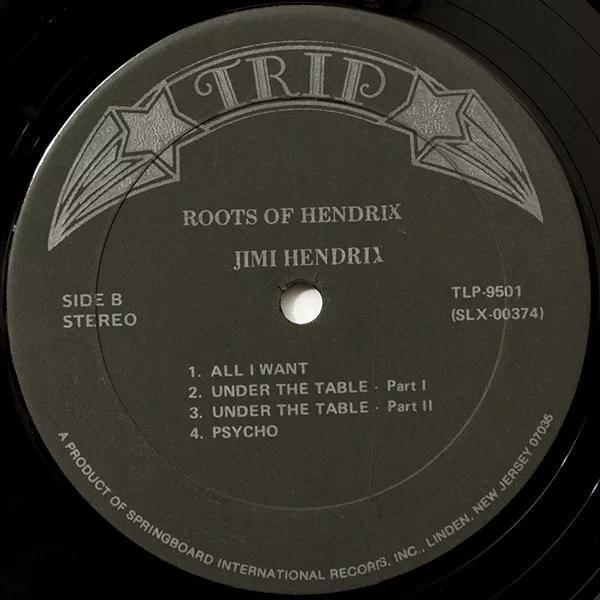 TRIP
ROOTS OF HENDRIX
JIMI HENDRIX
SIDE B
STEREO
TLP-9501
(SLX-00374)
1. ALL I WANT
2. UNDER THE TABLE - Part I
3. UNDER THE TABLE - Part II
4. PSYCHO
A PRODUCT OF SPRINGBOARD INTERNATIONAL RECORDS, INC., LINDEN, NEW JERSEY 07036